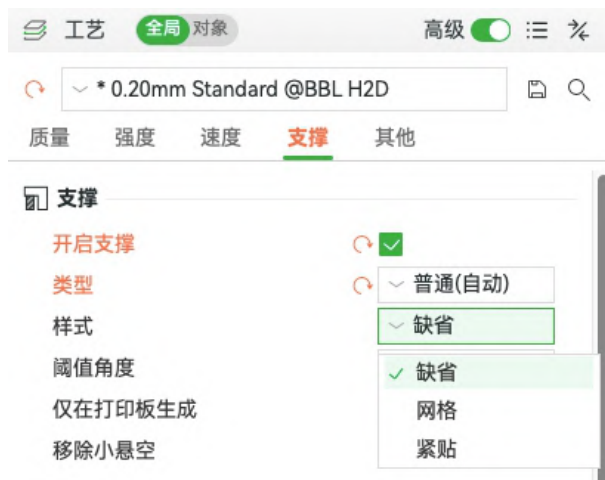 工艺 全局 对象 高级
* 0.20mm Standard @BBL H2D
质量 强度 速度 支撑 其他
支撑
开启支撑
类型 普通(自动)
样式 缺省
阈值角度 缺省
仅在打印板生成 网格
移除小悬空 紧贴